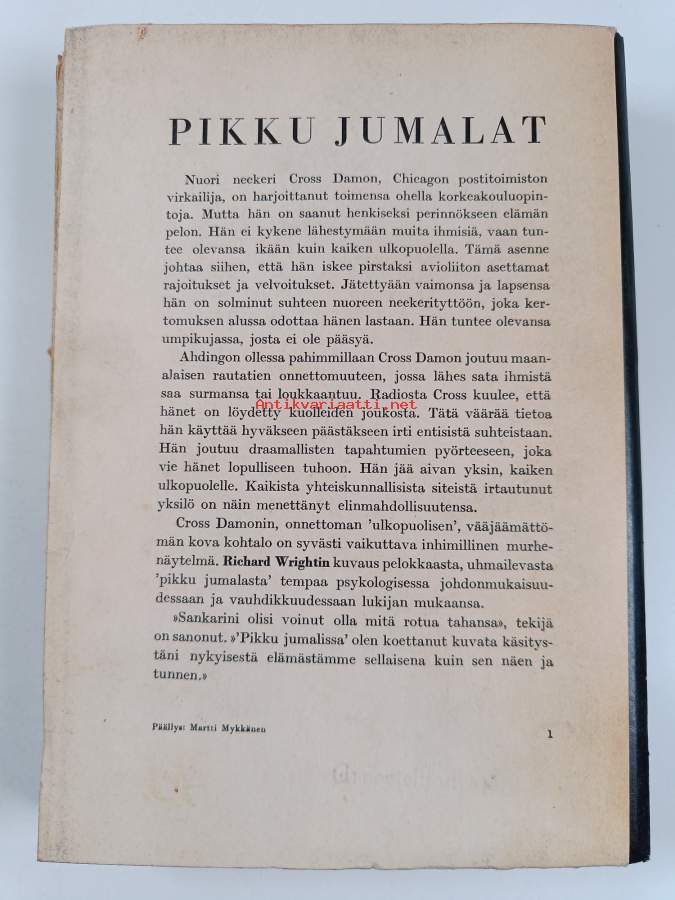 PIKKU JUMALAT
Nuori neekeri Cross Damon, Chicagon postitoimiston
virkailija, on harjoittanut toimensa ohella korkeakouluopin-
toja. Mutta hän on saanut henkiseksi perinnökseen elämän
pelon. Hän ei kykene lähestymään muita ihmisiä, vaan tun-
tee olevansa ikään kuin kaiken ulkopuolella. Tämä asenne
johtaa siihen, että hän iskee pirstaksi avioliiton asettamat
rajoitukset ja velvoitukset. Jätettyään vaimonsa ja lapsensa
hän on solminut suhteen nuoreen neekerityttöön, joka ker-
tomuksen alussa odottaa hänen lastaan. Hän tuntee olevansa
umpikujassa, josta ei ole pääsyä.
Ahdingon ollessa pahimmillaan Cross Damon joutuu maan-
alaisen rautatien onnettomuuteen, jossa lähes sata ihmistä
saa surmansa tai loukkaantuu. Radiosta Cross kuulee, että
Antikvariaatti.net
hänet on löydetty kuolleiden joukosta. Tätä väärää tietoa
hän käyttää hyväkseen päästäkseen irti entisistä suhteistaan.
Hän joutuu draamallisten tapahtumien pyörteeseen, joka
vie hänet lopulliseen tuhoon. Hän jää aivan yksin, kaiken
ulkopuolelle. Kaikista yhteiskunnallisista siteistä irtautunut
yksilö on näin menettänyt elinmahdollisuutensa.
Cross Damonin, onnettoman 'ulkopuolisen', vääjäämättö-
män kova kohtalo on syvästi vaikuttava inhimillinen murhe-
näytelmä. Richard Wrightin kuvaus pelokkaasta, uhmailevasta
'pikku jumalasta' tempaa psykologisessa johdonmukaisuu-
dessaan ja vauhdikkuudessaan lukijan mukaansa.
»Sankarini olisi voinut olla mitä rotua tahansa», tekijä
on sanonut. »'Pikku jumalissa' olen koettanut kuvata käsitys-
täni nykyisestä elämästämme sellaisena kuin sen näen ja
tunnen.»
Päällys: Martti Mykkänen
1